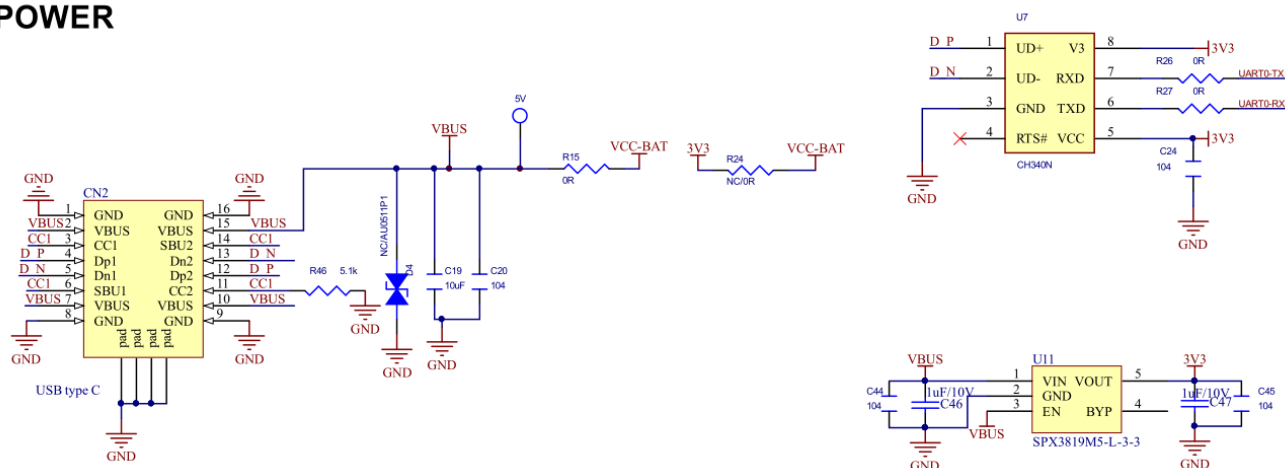 POWER
U7
D P 1 UD+ V3 8 3V3
R26 0R
D N 2 UD- RXD 7 UART0-TX
R27 0R
3 GND TXD 6 UART0-RX
4 RTS# VCC 5 3V3
CH340N
C24
104
GND
GND
5V
VBUS
R15
0R
VCC-BAT
3V3
R24
NC/0R
VCC-BAT
GND
GND
CN2
1 GND GND 16
VBUS 2 VBUS VBUS 15 VBUS
CC1 3 CC1 SBU2 14 CC1
D P 4 Dp1 Dn2 13 D N
D N 5 Dn1 Dp2 12 D P
CC1 6 SBU1 CC2 11 CC1
VBUS 7 VBUS VBUS 10 VBUS
8 GND GND 9
pad pad pad pad
GND
GND
USB type C
GND
R46 5.1k
GND
NC/AU0511P1
D4
C19
10uF
C20
104
GND
GND
VBUS
U11
3V3
C44
104
1uF/10V
C46
1 VIN VOUT 5
2 GND
3 EN BYP 4
VBUS
SPX3819M5-L-3-3
1uF/10V
C47
C45
104
GND
GND